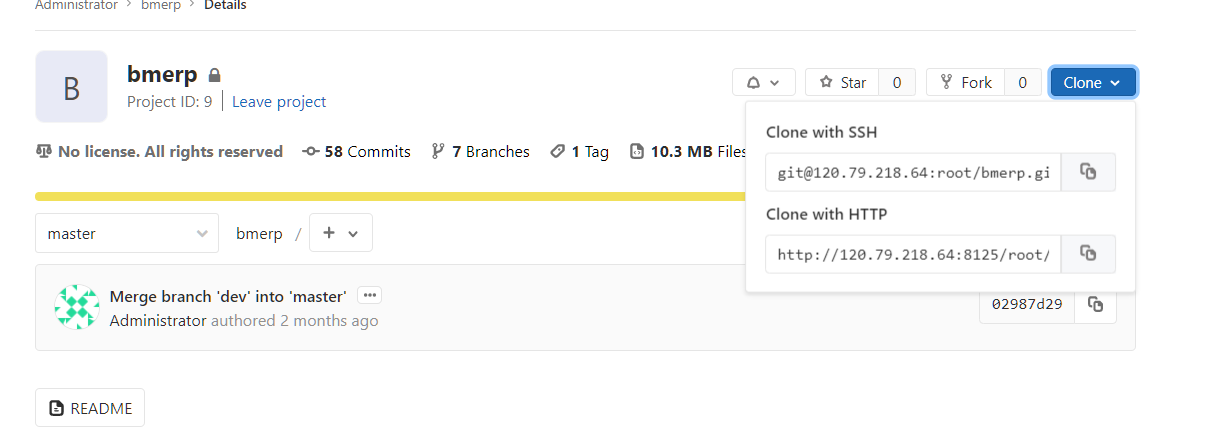 Administrator > bmerp > Details
B
bmerp
Project ID: 9 | Leave project
Star 0 Fork 0 Clone
No license. All rights reserved 58 Commits 7 Branches 1 Tag 10.3 MB Files
Clone with SSH
git@120.79.218.64:root/bmerp.gi
Clone with HTTP
http://120.79.218.64:8125/root/
master bmerp / +
Merge branch 'dev' into 'master' ...
Administrator authored 2 months ago
02987d29
README